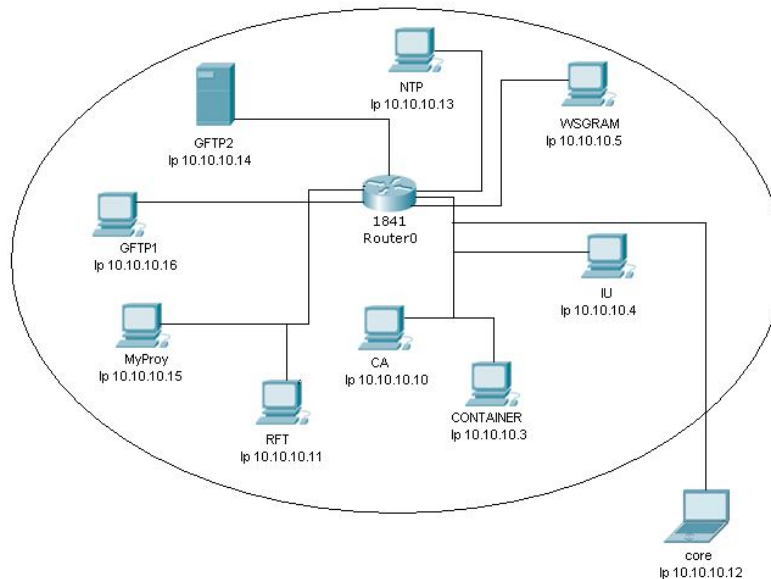 NTP
Ip 10.10.10.13
WSGRAM
Ip 10.10.10.5
GFTP2
Ip 10.10.10.14
1841
Router0
GFTP1
Ip 10.10.10.16
IU
Ip 10.10.10.4
MyProy
Ip 10.10.10.15
CA
Ip 10.10.10.10
CONTAINER
Ip 10.10.10.3
RFT
Ip 10.10.10.11
core
Ip 10.10.10.12